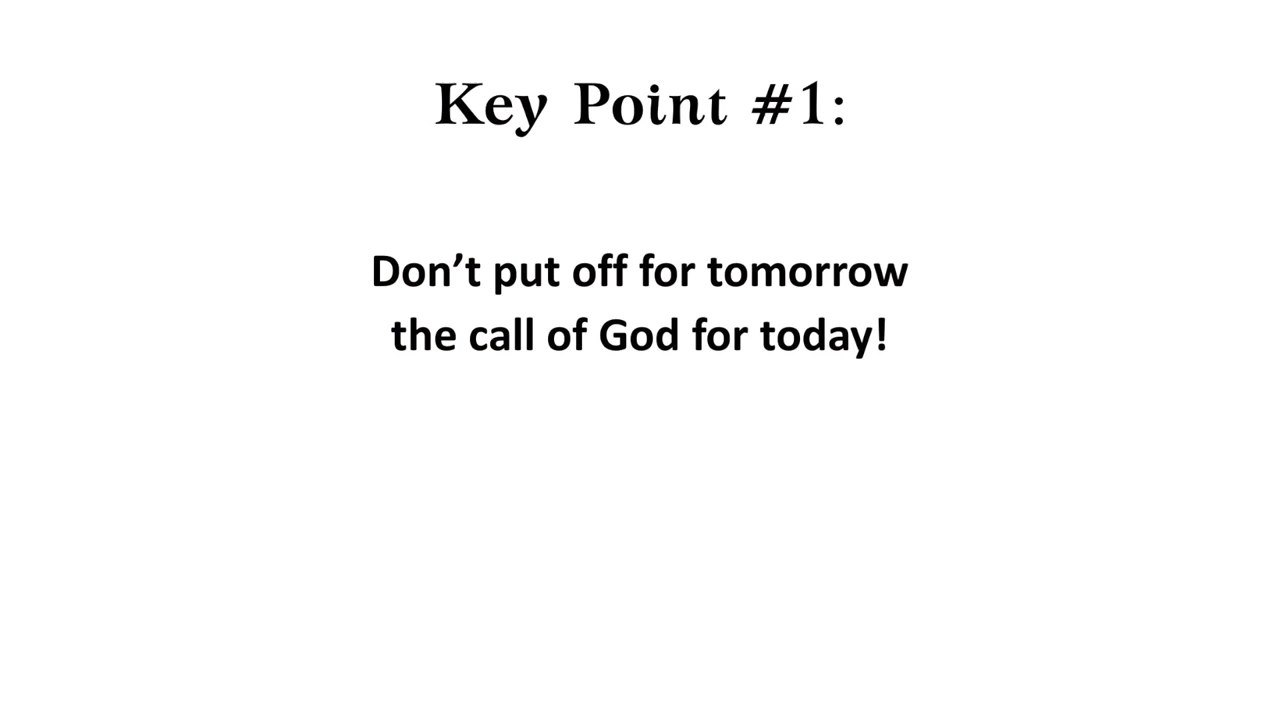 Key Point #1:
Don’t put off for tomorrow
the call of God for today!